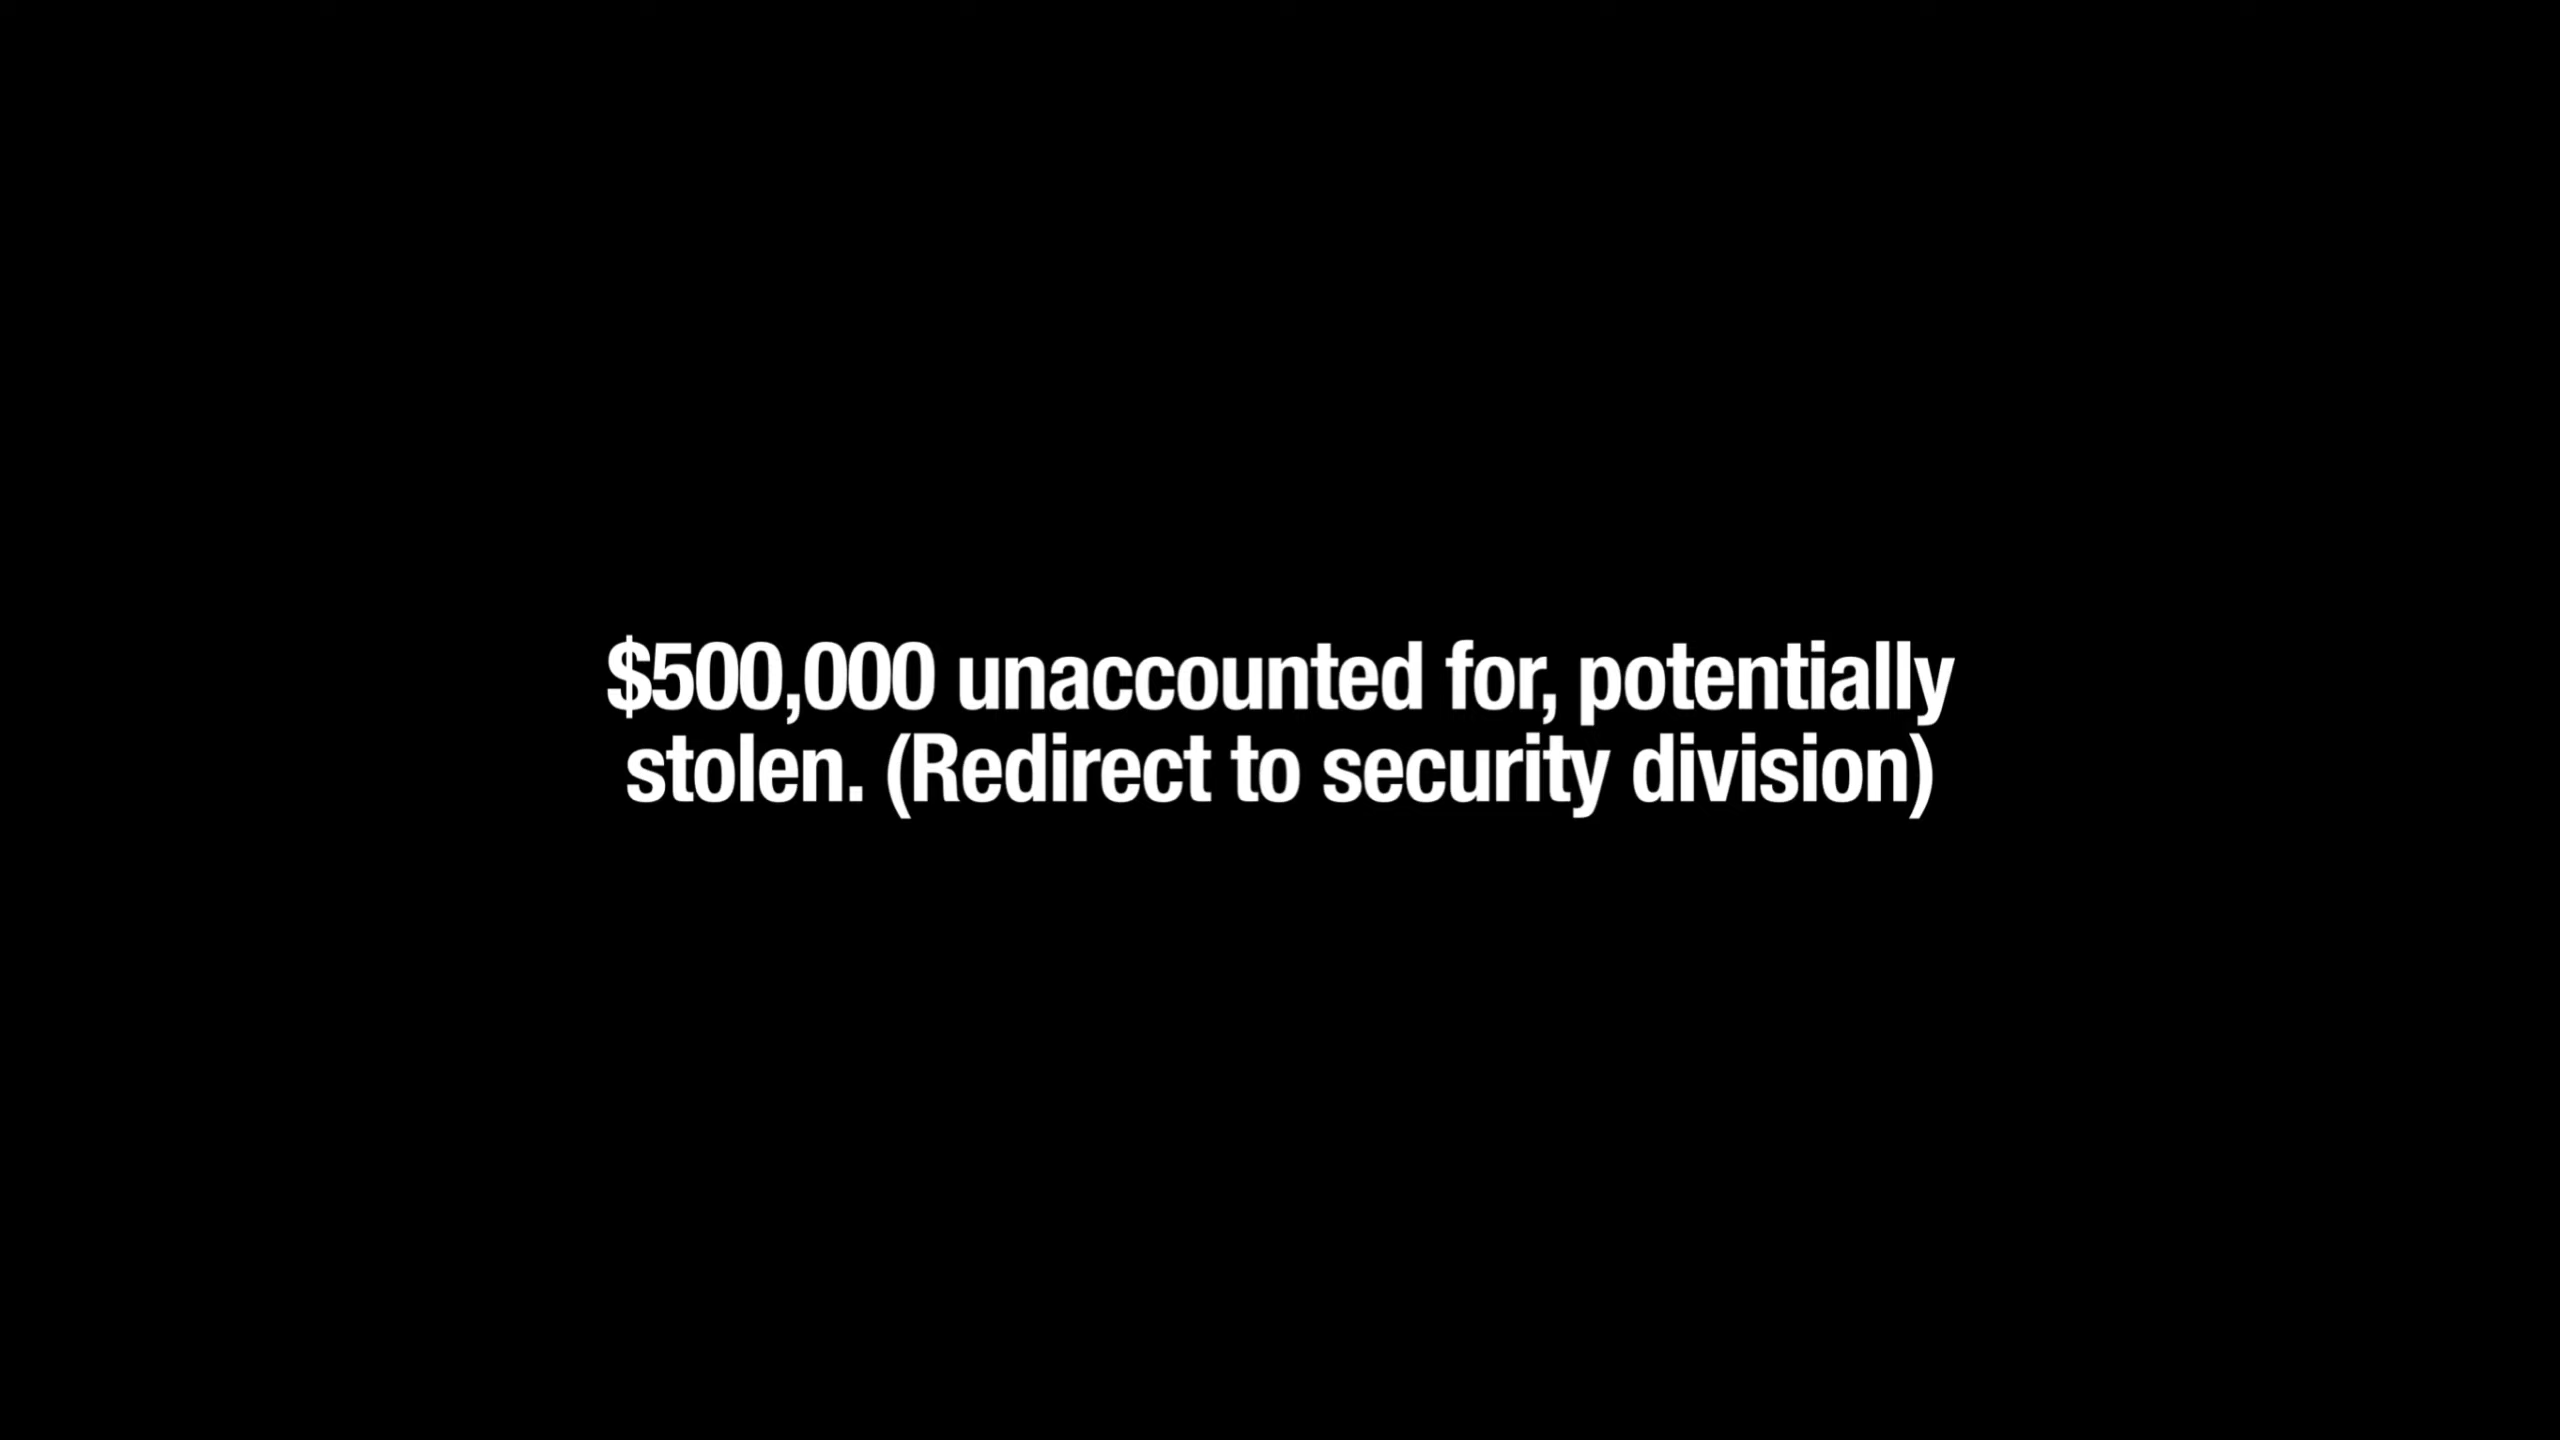 $500,000 unaccounted for, potentially
stolen. (Redirect to security division)